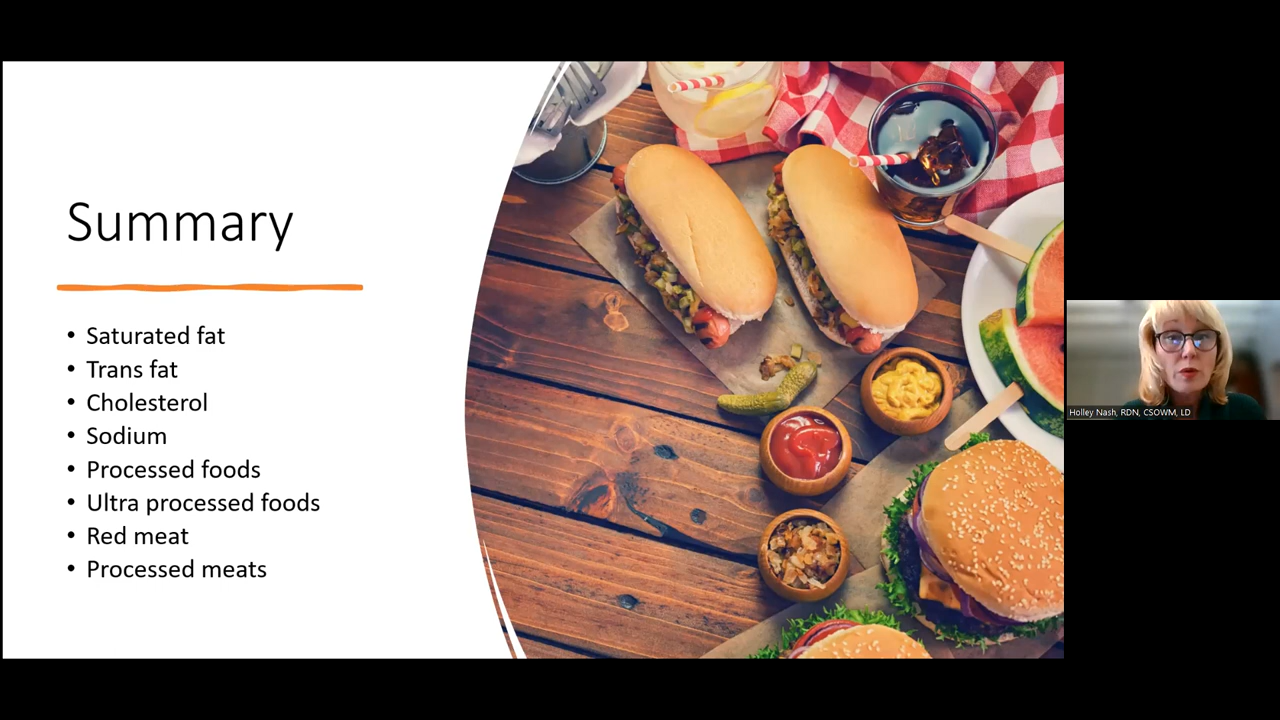 Summary
• Saturated fat
• Trans fat
• Cholesterol
• Sodium
• Processed foods
• Ultra processed foods
• Red meat
• Processed meats
Holley Nash, RDN, CSOWM, LD